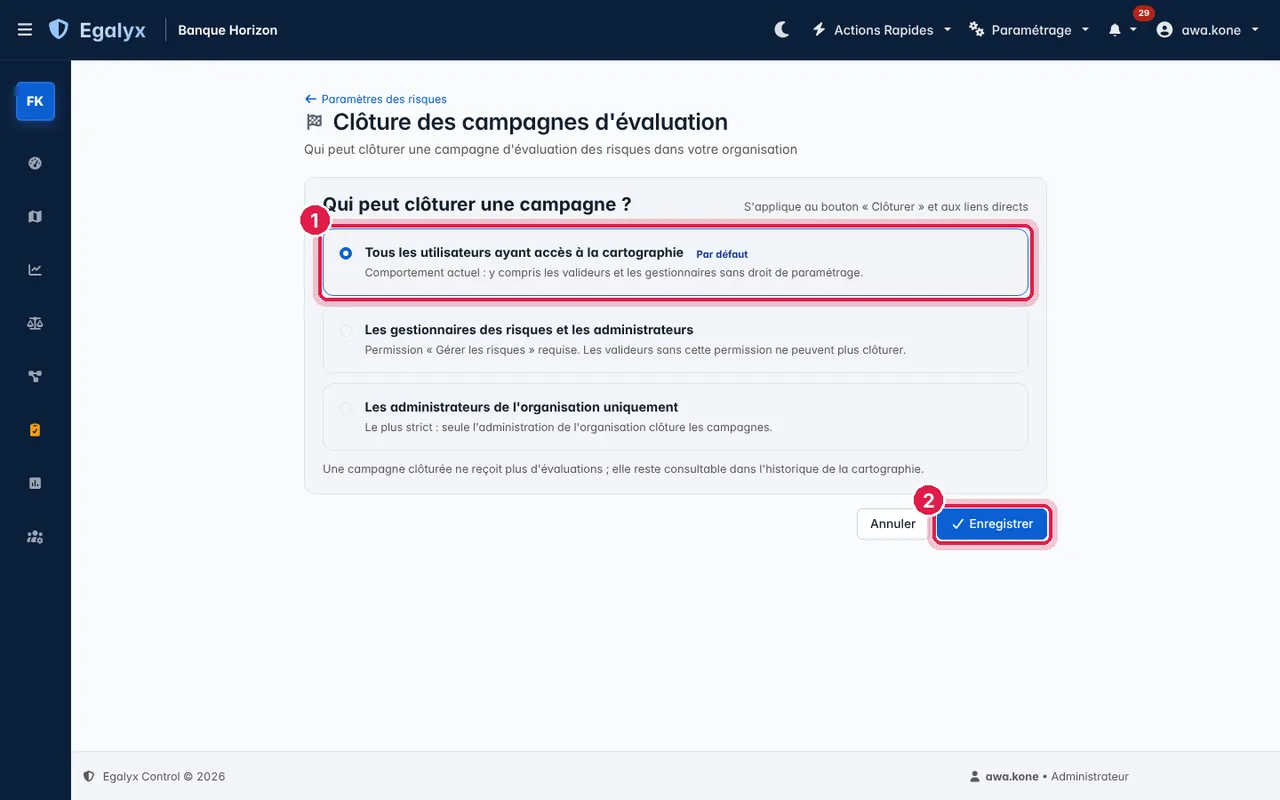 Egalyx
Banque Horizon
Actions Rapides
Paramétrage
29
awa.kone
FK
Paramètres des risques
Clôture des campagnes d'évaluation
Qui peut clôturer une campagne d'évaluation des risques dans votre organisation
Qui peut clôturer une campagne ?
S'applique au bouton « Clôturer » et aux liens directs
1
Tous les utilisateurs ayant accès à la cartographie Par défaut
Comportement actuel : y compris les valideurs et les gestionnaires sans droit de paramétrage.
Les gestionnaires des risques et les administrateurs
Permission « Gérer les risques » requise. Les valideurs sans cette permission ne peuvent plus clôturer.
Les administrateurs de l'organisation uniquement
Le plus strict : seule l'administration de l'organisation clôture les campagnes.
Une campagne clôturée ne reçoit plus d'évaluations ; elle reste consultable dans l'historique de la cartographie.
2
Annuler
Enregistrer
Egalyx Control © 2026
awa.kone • Administrateur